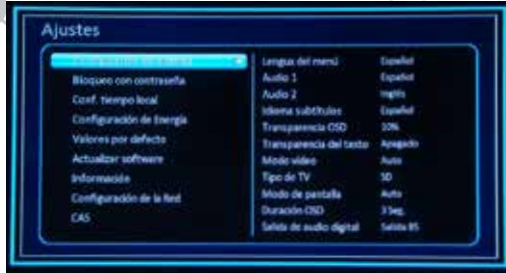 Ajustes
Bloqueo con contraseña
Conf. tiempo local
Configuración de Energía
Valores por defecto
Actualizar software
Información
Configuración de la Red
CAS
Lengua del menú Español
Audio 1 Español
Audio 2 Inglés
Idioma subtítulos Español
Transparencia OSD 10%
Transparencia del texto Apagado
Modo video Auto
Tipo de TV SD
Modo de pantalla Auto
Duración OSD 3 Seg.
Salida de audio digital Salida BS